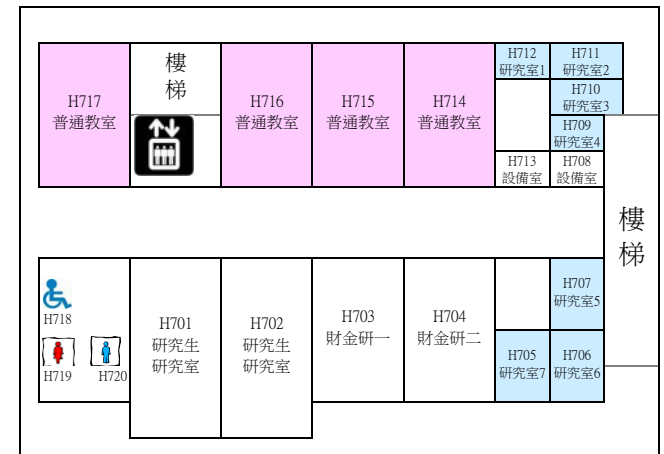 H717
普通教室
樓
梯
H716
普通教室
H715
普通教室
H714
普通教室
H712
研究室1
H711
研究室2
H710
研究室3
H709
研究室4
H713
設備室
H708
設備室
樓
梯
H718
H719
H720
H701
研究生
研究室
H702
研究生
研究室
H703
財金研一
H704
財金研二
H707
研究室5
H705
研究室7
H706
研究室6